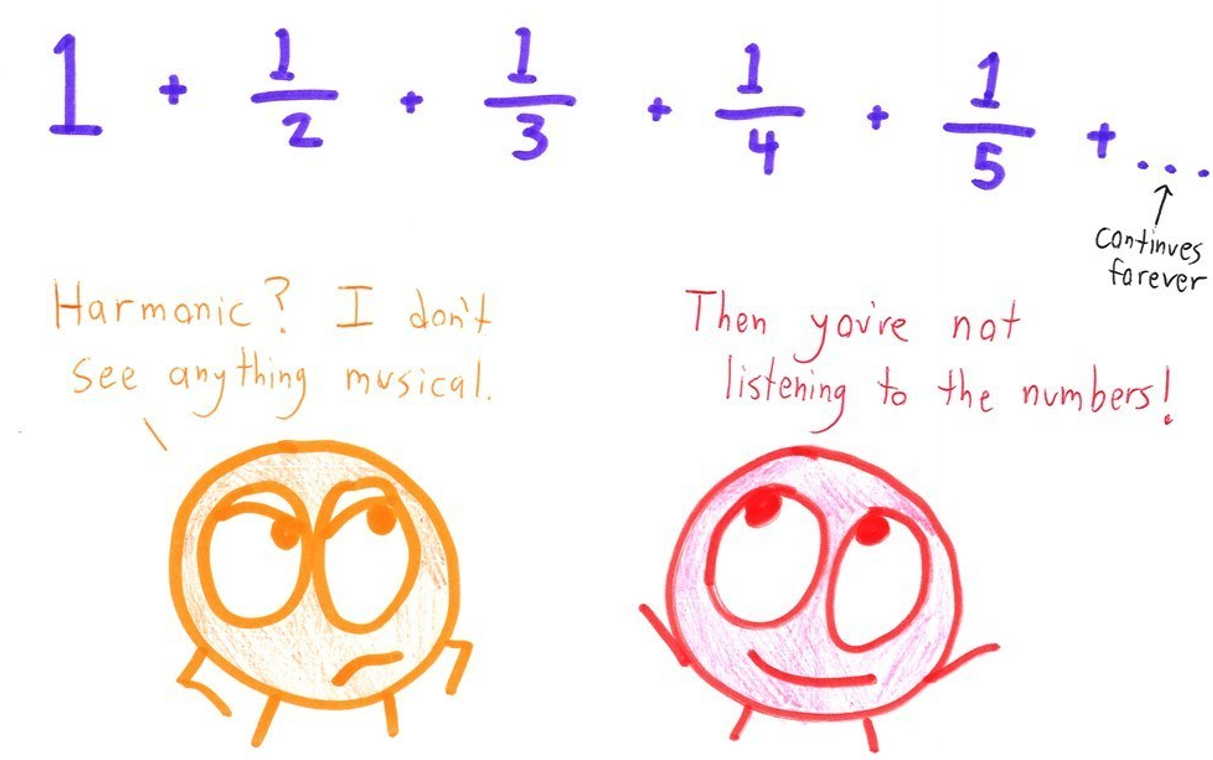 1 + 1/2 + 1/3 + 1/4 + 1/5 + ...
continues
forever
Harmonic? I don't
see anything musical.
Then you're not
listening to the numbers!